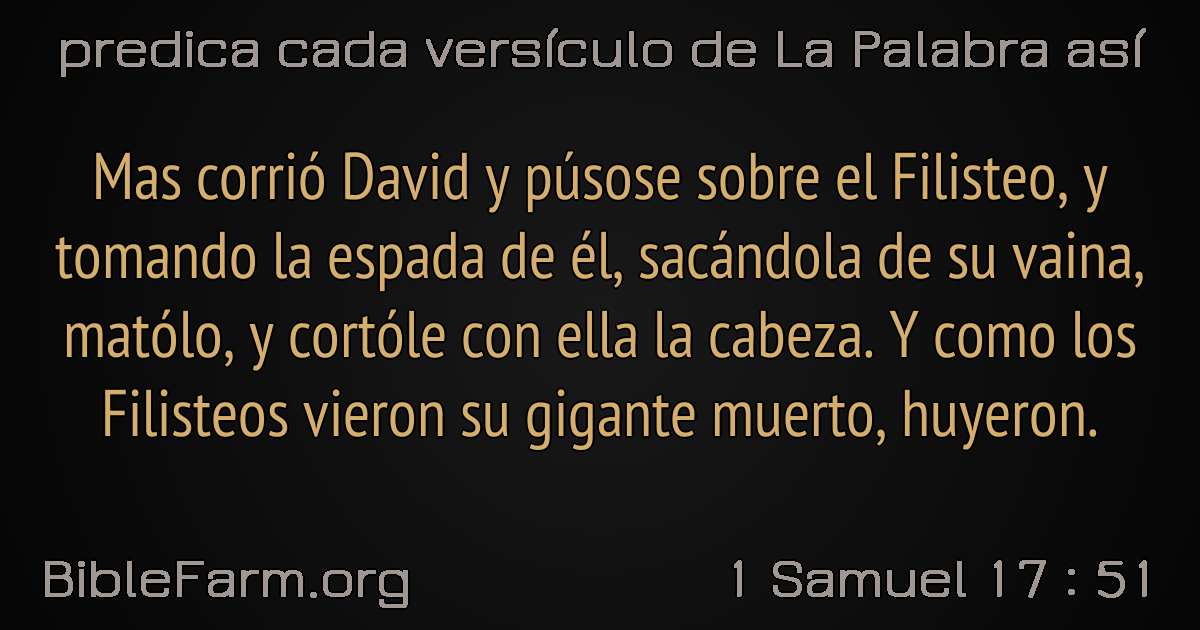 predica cada versículo de La Palabra así
Mas corrió David y púsose sobre el Filisteo, y
tomando la espada de él, sacándola de su vaina,
matólo, y cortóle con ella la cabeza. Y como los
Filisteos vieron su gigante muerto, huyeron.
BibleFarm.org
1 Samuel 17 : 51